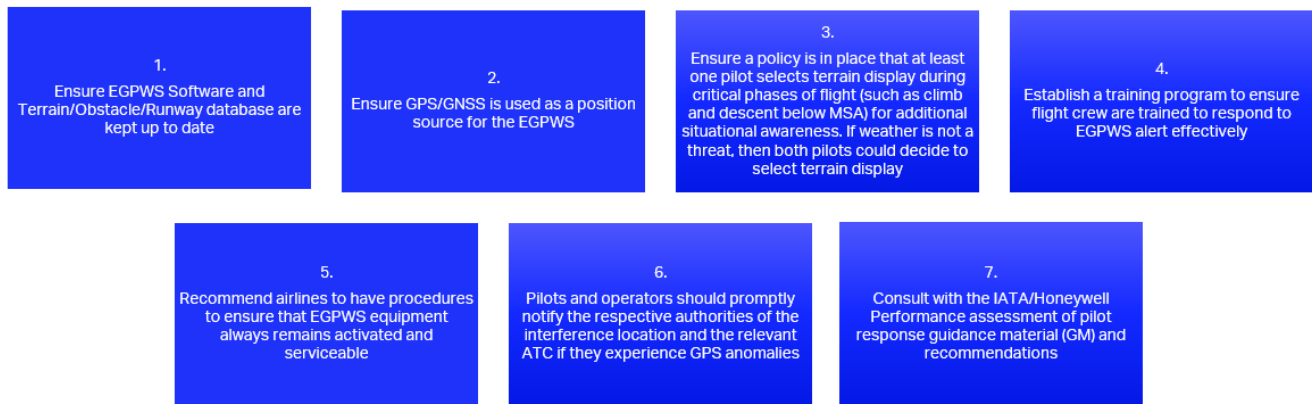 1.
Ensure EGPWS Software and
Terrain/Obstacle/Runway database are
kept up to date
2.
Ensure GPS/GNSS is used as a position
source for the EGPWS
3.
Ensure a policy is in place that at least
one pilot selects terrain display during
critical phases of flight (such as climb
and descent below MSA) for additional
situational awareness. If weather is not a
threat, then both pilots could decide to
select terrain display
4.
Establish a training program to ensure
flight crew are trained to respond to
EGPWS alert effectively
5.
Recommend airlines to have procedures
to ensure that EGPWS equipment
always remains activated and
serviceable
6.
Pilots and operators should promptly
notify the respective authorities of the
interference location and the relevant
ATC if they experience GPS anomalies
7.
Consult with the IATA/Honeywell
Performance assessment of pilot
response guidance material (GM) and
recommendations